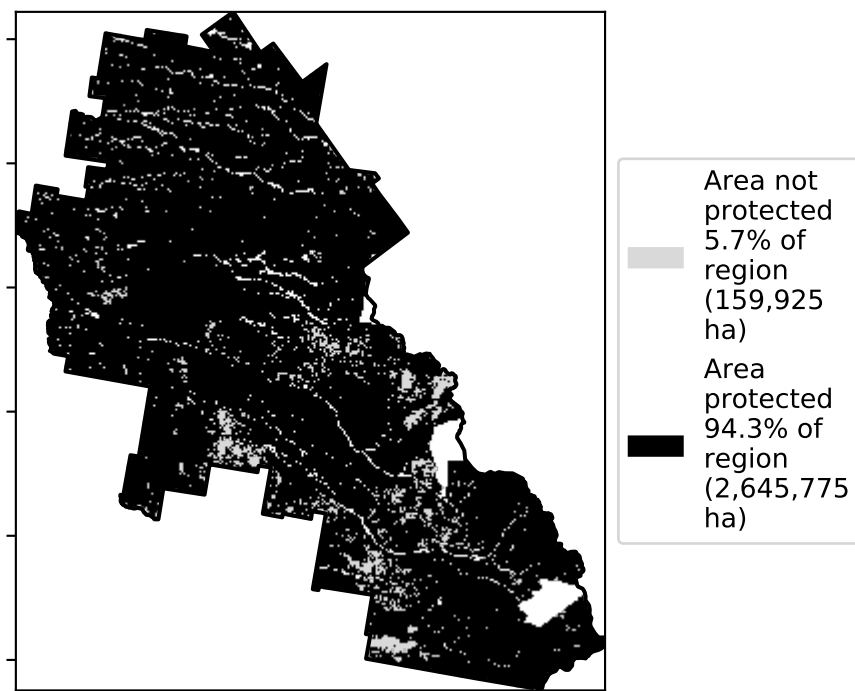 Area not
protected
5.7% of
region
(159,925
ha)
Area
protected
94.3% of
region
(2,645,775
ha)